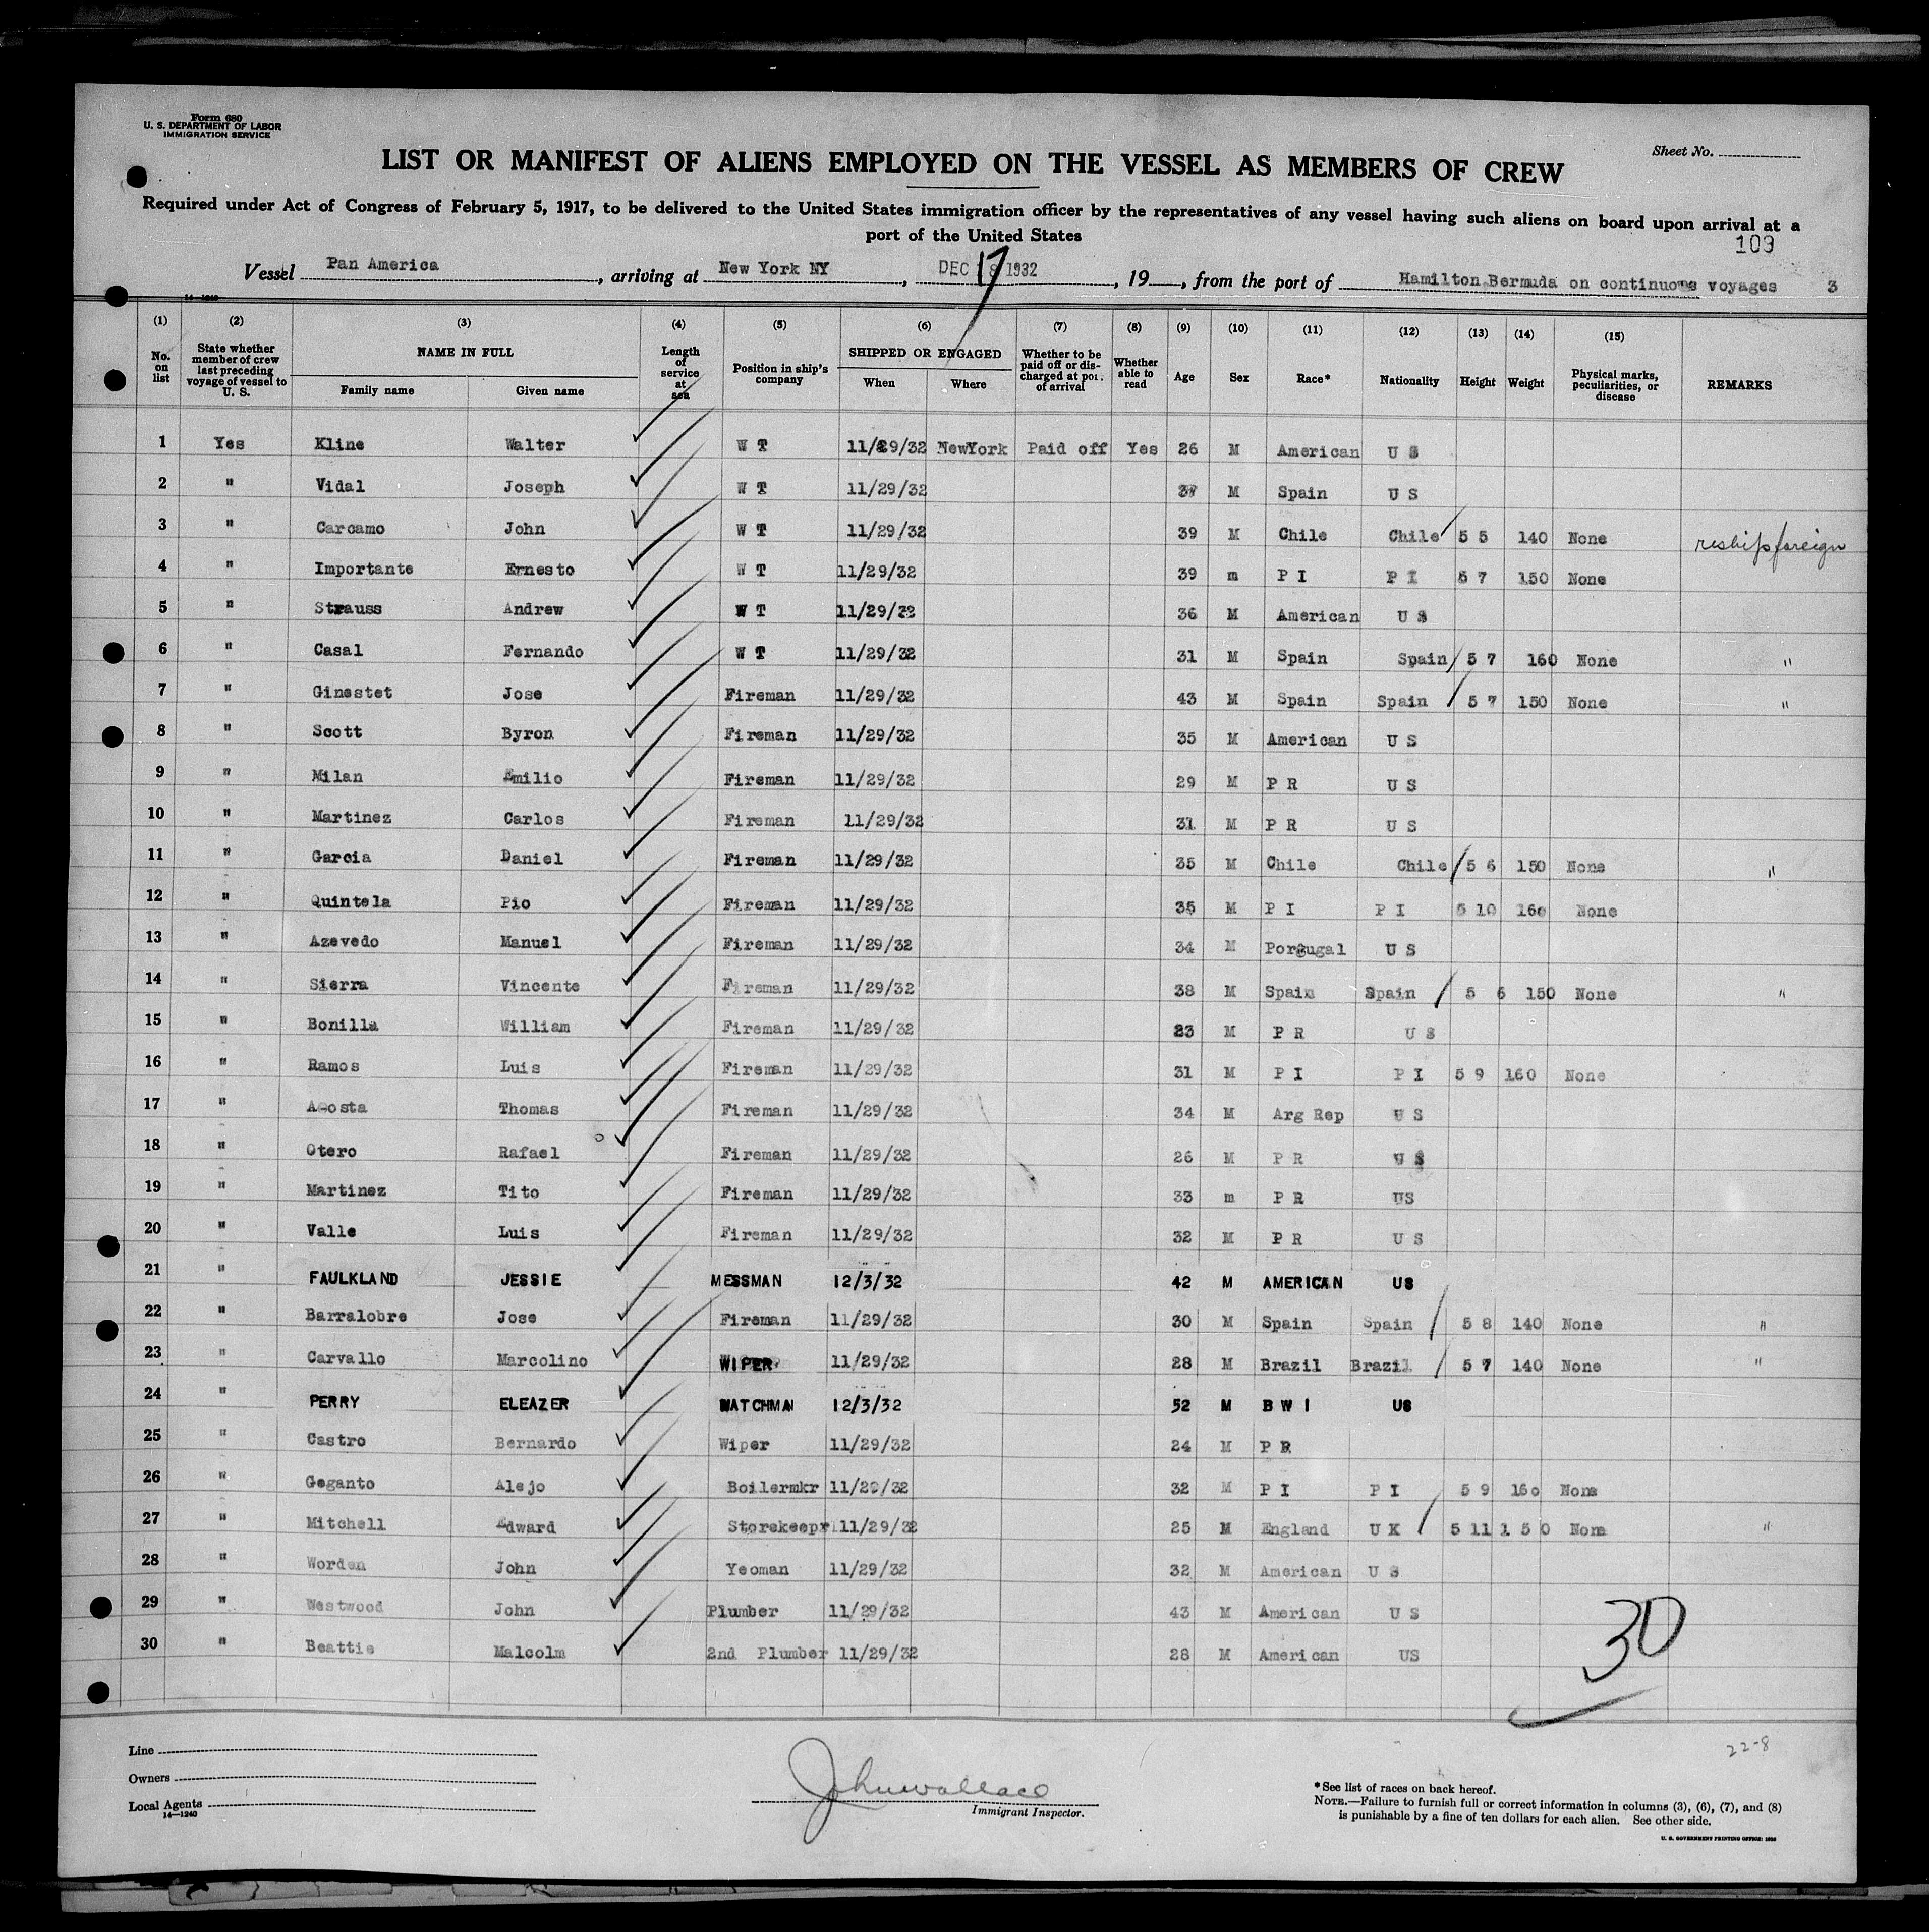 Form 680
U. S. DEPARTMENT OF LABOR
IMMIGRATION SERVICE
Sheet No.
LIST OR MANIFEST OF ALIENS EMPLOYED ON THE VESSEL AS MEMBERS OF CREW
Required under Act of Congress of February 5, 1917, to be delivered to the United States immigration officer by the representatives of any vessel having such aliens on board upon arrival at a
port of the United States
109
Vessel Pan America, arriving at New York NY, DEC 18 1932, 19, from the port of Hamilton Bermuda on continuous voyages 3
17
14-1240
(1) (2) (3) (4) (5) (6) (7) (8) (9) (10) (11) (12) (13) (14) (15)
No. on list State whether member of crew last preceding voyage of vessel to U. S. NAME IN FULL Family name Given name Length of service at sea Position in ship's company SHIPPED OR ENGAGED When Where Whether to be paid off or discharged at port of arrival Whether able to read Age Sex Race* Nationality Height Weight Physical marks, peculiarities, or disease REMARKS
1 Yes Kline Walter W T 11/29/32 NewYork Paid off Yes 26 M American U S
2 " Vidal Joseph W T 11/29/32 M Spain U S
3 " Carcamo John W T 11/29/32 39 M Chile Chile 5 5 140 None reship foreign
4 " Importante Ernesto W T 11/29/32 39 m P I P I 5 7 150 None
5 " Strauss Andrew W T 11/29/32 36 M American U S
6 " Casal Fernando W T 11/29/32 31 M Spain Spain 5 7 160 None "
7 " Ginestet Jose Fireman 11/29/32 43 M Spain Spain 5 7 150 None "
8 " Scott Byron Fireman 11/29/32 35 M American U S
9 " Milan Emilio Fireman 11/29/32 29 M P R U S
10 " Martinez Carlos Fireman 11/29/32 31 M P R U S
11 " Garcia Daniel Fireman 11/29/32 35 M Chile Chile 5 6 150 None "
12 " Quintela Pio Fireman 11/29/32 35 M P I P I 5 10 160 None
13 " Azevedo Manuel Fireman 11/29/32 34 M Porgugal U S
14 " Sierra Vincente Fireman 11/29/32 38 M Spain Spain 5 6 150 None "
15 " Bonilla William Fireman 11/29/32 23 M P R U S
16 " Ramos Luis Fireman 11/29/32 31 M P I P I 5 9 160 None
17 " Acosta Thomas Fireman 11/29/32 34 M Arg Rep U S
18 " Otero Rafael Fireman 11/29/32 26 M P R U S
19 " Martinez Tito Fireman 11/29/32 33 m P R US
20 " Valle Luis Fireman 11/29/32 32 M P R U S
21 " FAULKLAND JESSIE MESSMAN 12/3/32 42 M AMERICAN US
22 " Barralobre Jose Fireman 11/29/32 30 M Spain Spain 5 8 140 None "
23 " Carvallo Marcolino WIPER 11/29/32 28 M Brazil Brazil 5 7 140 None "
24 " PERRY ELEAZER WATCHMAN 12/3/32 52 M B W I US
25 " Castro Bernardo Wiper 11/29/32 24 M P R
26 " Geganto Alejo Boilermkr 11/29/32 32 M P I P I 5 9 160 None
27 " Mitchell Edward Storekeepr 11/29/32 25 M England U K 5 11 1 5 0 None "
28 " Worden John Yeoman 11/29/32 32 M American U S
29 " Westwood John Plumber 11/29/32 43 M American U S
30 " Beattie Malcolm 2nd Plumber 11/29/32 28 M American US
30
22-8
Line
Owners
Local Agents
14-1240
John Wallace
Immigrant Inspector.
*See list of races on back hereof.
NOTE.—Failure to furnish full or correct information in columns (3), (6), (7), and (8)
is punishable by a fine of ten dollars for each alien. See other side.